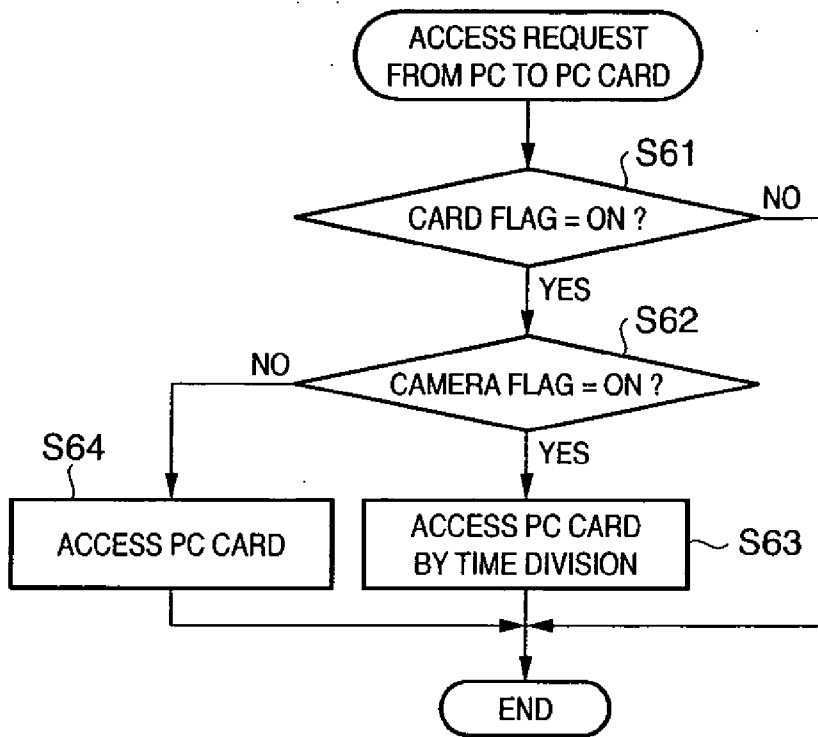 ACCESS REQUEST
FROM PC TO PC CARD
S61
CARD FLAG = ON ?
NO
YES
S62
NO
CAMERA FLAG = ON ?
YES
S64
ACCESS PC CARD
ACCESS PC CARD
BY TIME DIVISION
S63
END